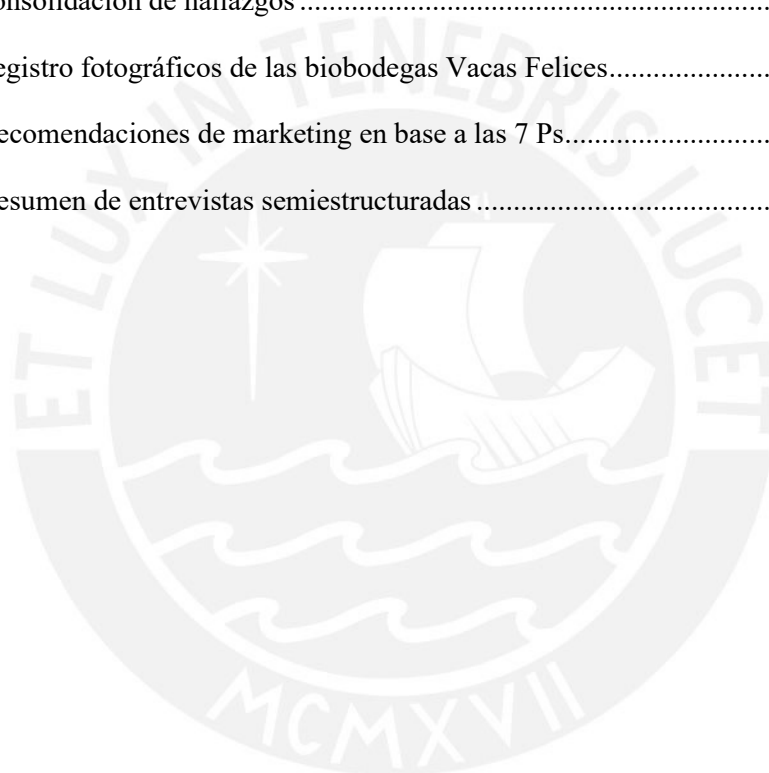 onsolidación de hallazgos ..........................................................
egistro fotográficos de las biobodegas Vacas Felices....................
ecomendaciones de marketing en base a las 7 Ps.........................
esumen de entrevistas semiestructuradas .....................................
ET LUX IN TENEBRIS LUCET
MCMXVII